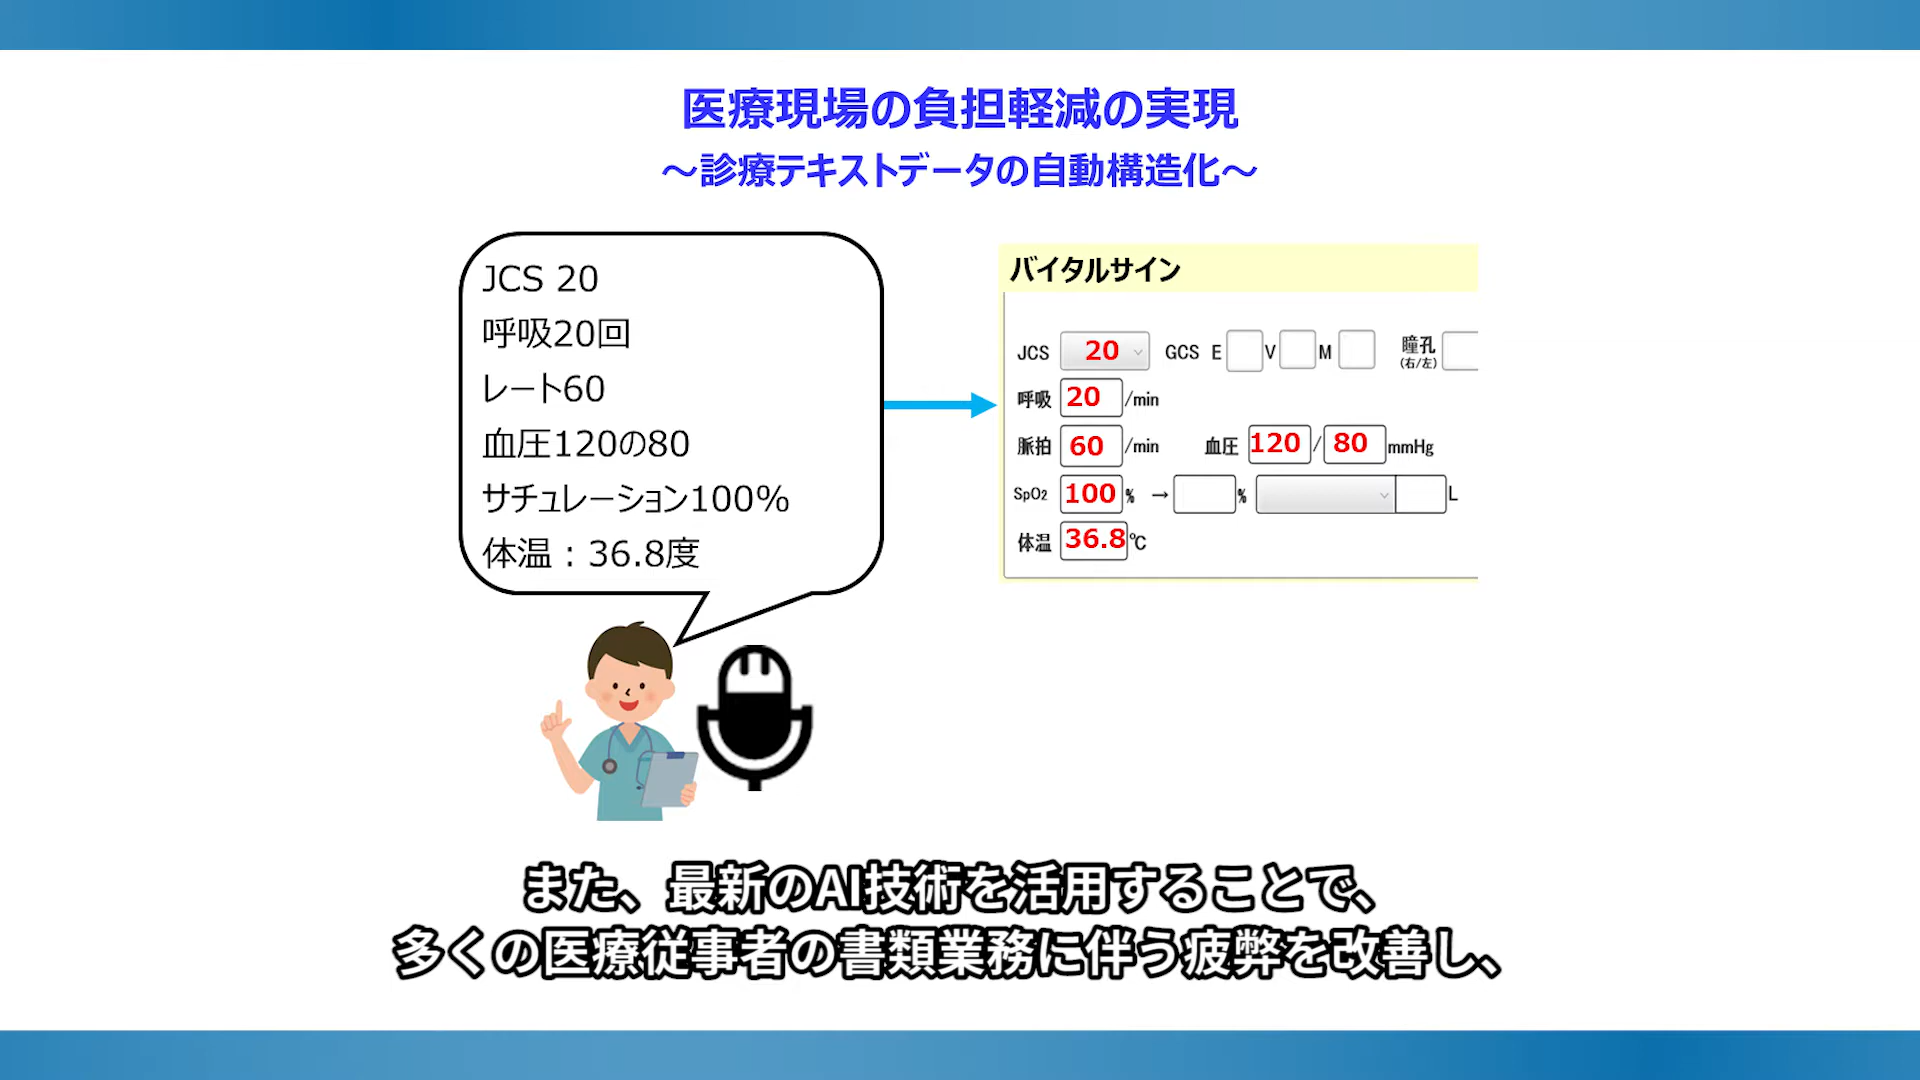 医療現場の負担軽減の実現
～診療テキストデータの自動構造化～
JCS 20
呼吸20回
レート60
血圧120の80
サチュレーション100%
体温：36.8度
バイタルサイン
JCS 20 GCS E V M 瞳孔
(右/左)
呼吸 20 /min
脈拍 60 /min 血圧 120 / 80 mmHg
SpO2 100 % → % L
体温 36.8 ℃
また、最新のAI技術を活用することで、
多くの医療従事者の書類業務に伴う疲弊を改善し、